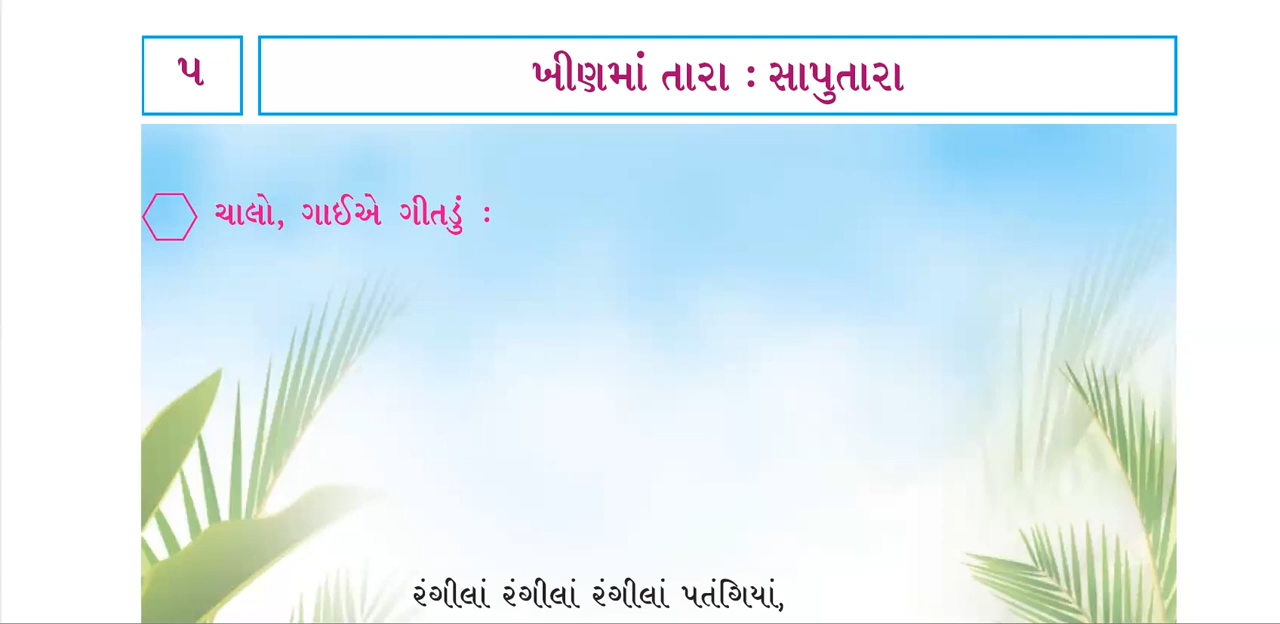 ૫
ખીણમાં તારા : સાપુતારા
ચાલો, ગાઈએ ગીતડું :
રંગીલાં રંગીલાં રંગીલાં પતંગિયાં,